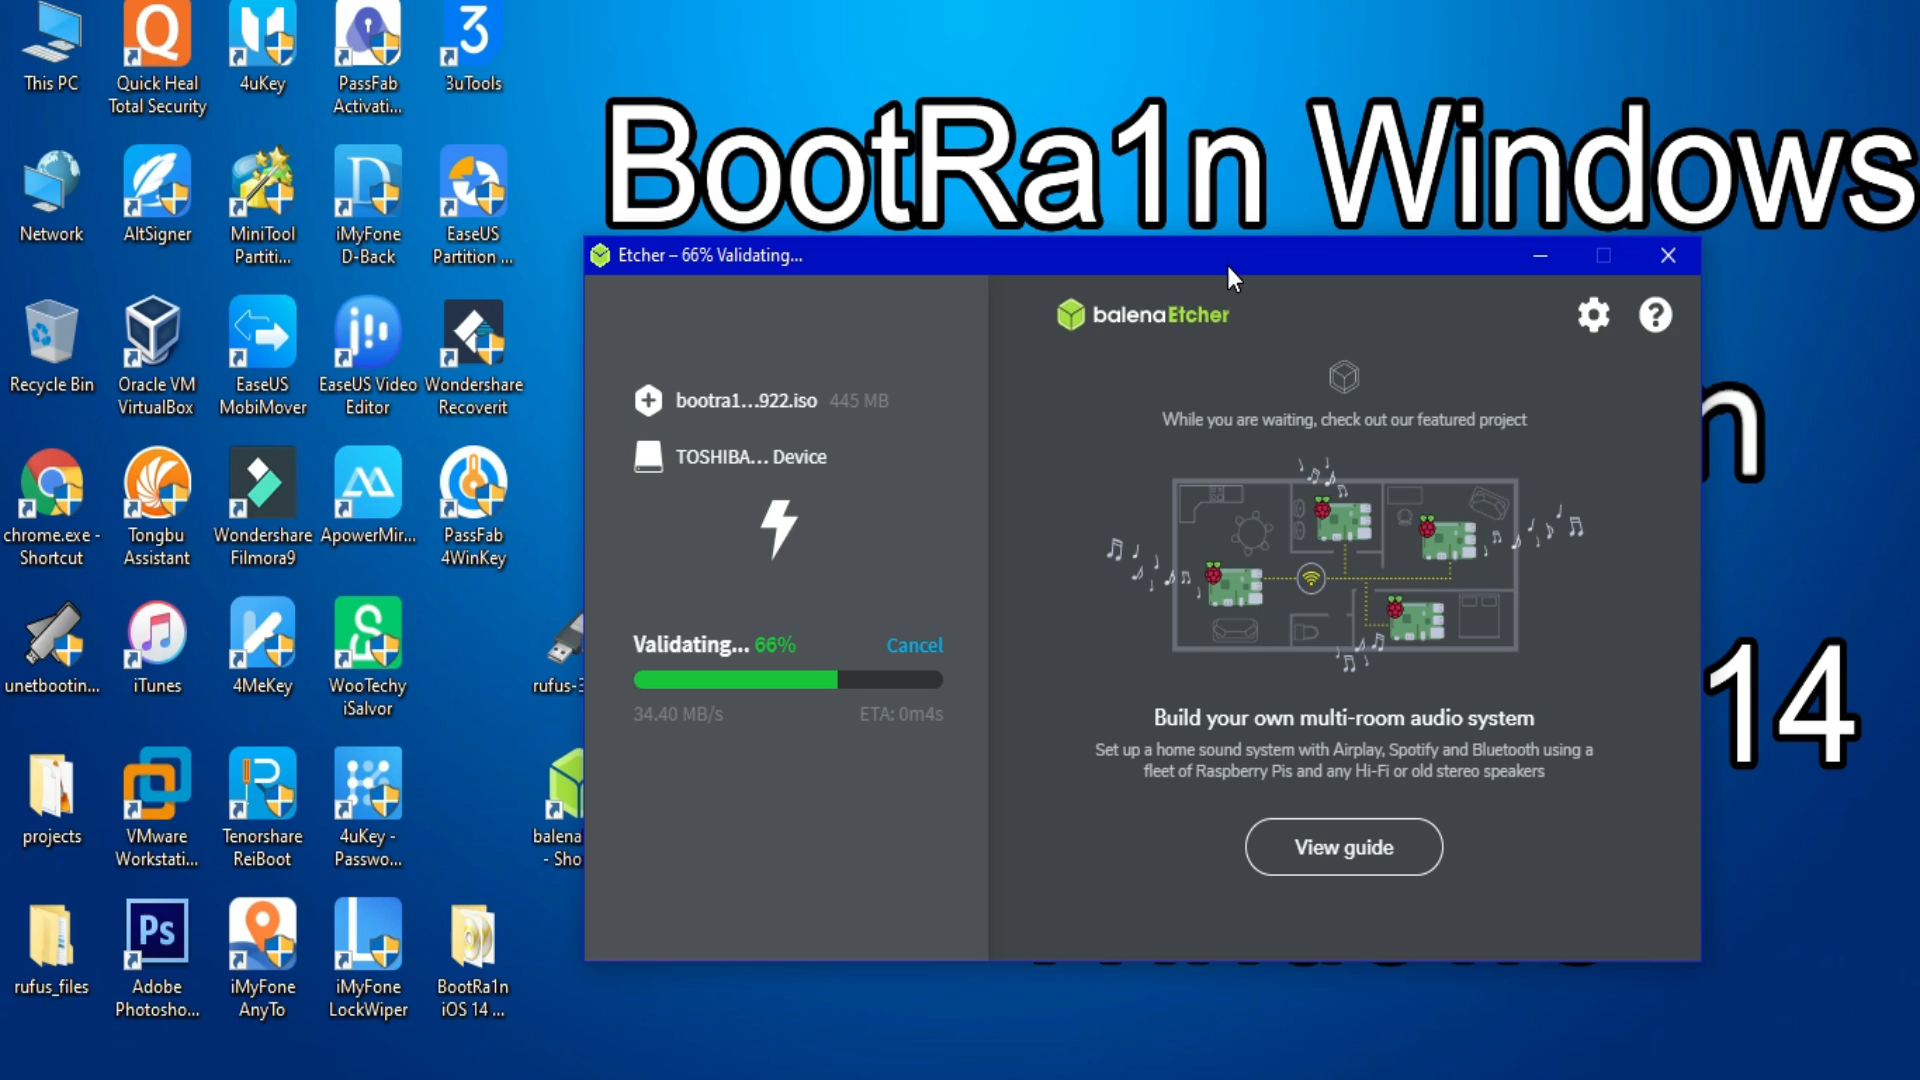 This PC
Quick Heal
Total Security
4uKey
PassFab
Activati...
3uTools
BootRa1n Windows
Network
AltSigner
MiniTool
Partiti...
iMyFone
D-Back
EaseUS
Partition ...
Recycle Bin
Oracle VM
VirtualBox
EaseUS
MobiMover
EaseUS Video
Editor
Wondershare
Recoverit
chrome.exe -
Shortcut
Tongbu
Assistant
Wondershare
Filmora9
ApowerMir...
PassFab
4WinKey
unetbootin...
iTunes
4MeKey
WooTechy
iSalvor
rufus-3
projects
VMware
Workstati...
Tenorshare
ReiBoot
4uKey -
Passwo...
balena
- Sho
rufus_files
Ps
Adobe
Photosho...
iMyFone
AnyTo
iMyFone
LockWiper
BootRa1n
iOS 14 ...
Etcher – 66% Validating...
bootra1...922.iso 445 MB
TOSHIBA... Device
Validating... 66%
Cancel
34.40 MB/s
ETA: 0m4s
balenaEtcher
While you are waiting, check out our featured project
Build your own multi-room audio system
Set up a home sound system with Airplay, Spotify and Bluetooth using a
fleet of Raspberry Pis and any Hi-Fi or old stereo speakers
View guide
n
14